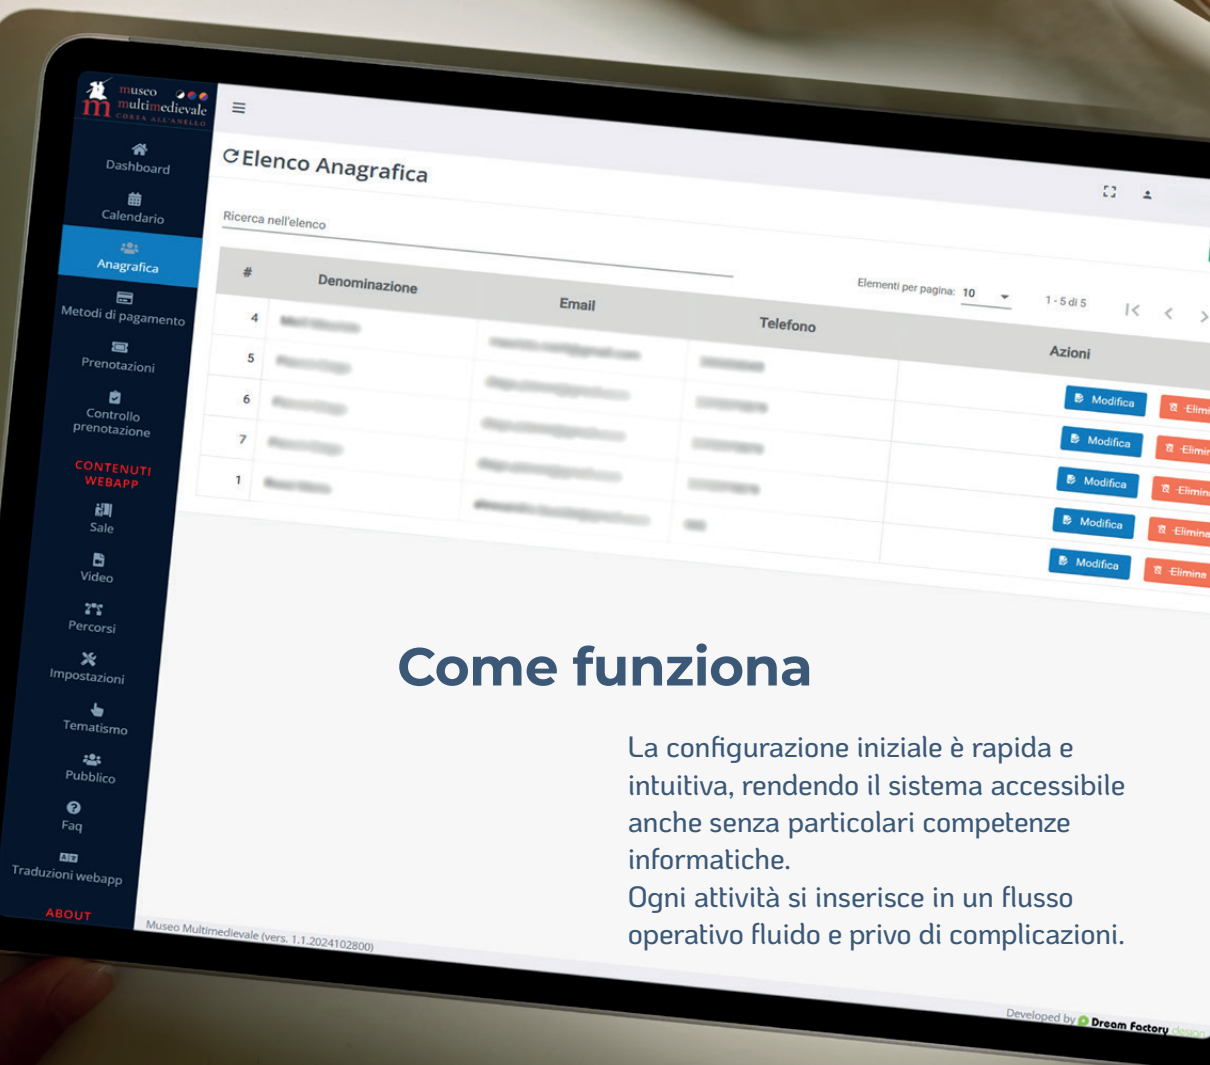 museo
multimedievale
CORSA ALL'ANELLO
Dashboard
Calendario
Anagrafica
Metodi di pagamento
Prenotazioni
Controllo
prenotazione
CONTENUTI
WEBAPP
Sale
Video
Percorsi
Impostazioni
Tematismo
Pubblico
Faq
Traduzioni webapp
ABOUT
Elenco Anagrafica
Ricerca nell'elenco
Elementi per pagina: 10
1 - 5 di 5
# Denominazione Email Telefono Azioni
4 Modifica Elimi
5 Modifica Elimin
6 Modifica Elimina
7 Modifica Elimina
1 Modifica Elimina
Come funziona
La configurazione iniziale è rapida e
intuitiva, rendendo il sistema accessibile
anche senza particolari competenze
informatiche.
Ogni attività si inserisce in un flusso
operativo fluido e privo di complicazioni.
Museo Multimedievale (vers. 1.1.2024102800)
Developed by Dream Factory design